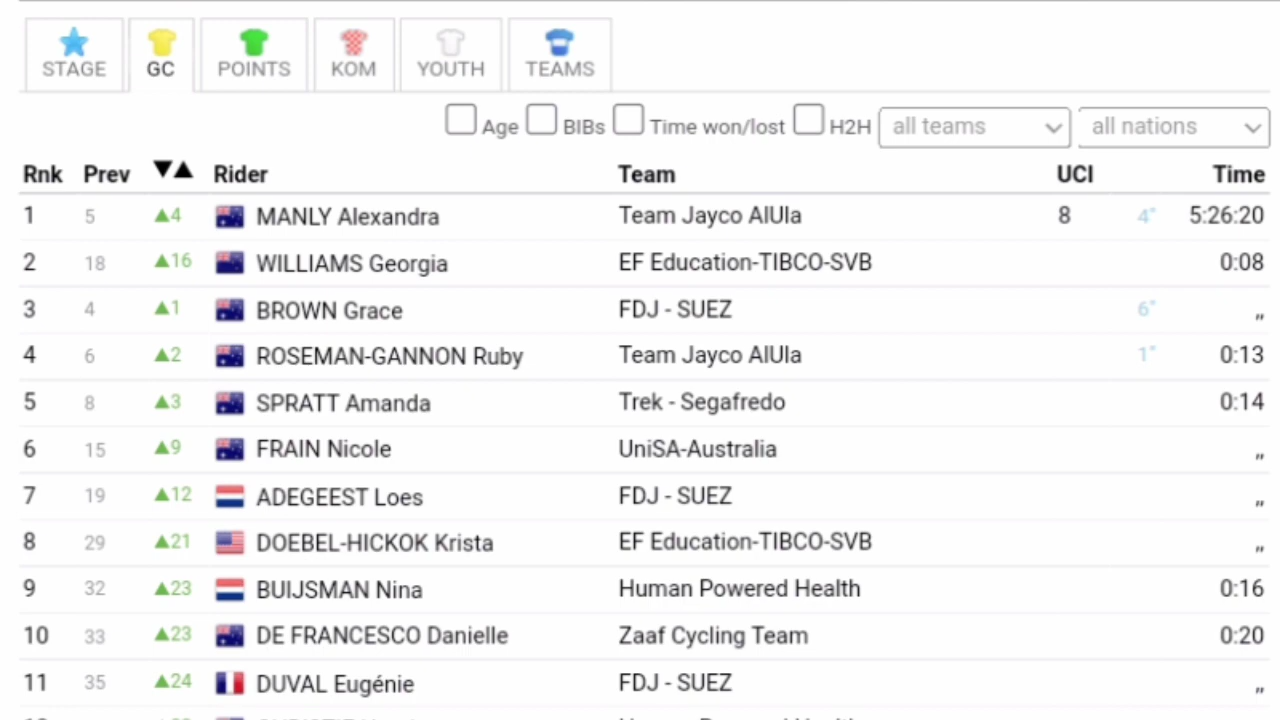 STAGE GC POINTS KOM YOUTH TEAMS
Age BIBs Time won/lost H2H all teams all nations
Rnk Prev ▼▲ Rider Team UCI Time
1 5 ▲4 MANLY Alexandra Team Jayco AlUla 8 4" 5:26:20
2 18 ▲16 WILLIAMS Georgia EF Education-TIBCO-SVB 0:08
3 4 ▲1 BROWN Grace FDJ - SUEZ 6" ,,
4 6 ▲2 ROSEMAN-GANNON Ruby Team Jayco AlUla 1" 0:13
5 8 ▲3 SPRATT Amanda Trek - Segafredo 0:14
6 15 ▲9 FRAIN Nicole UniSA-Australia ,,
7 19 ▲12 ADEGEEST Loes FDJ - SUEZ ,,
8 29 ▲21 DOEBEL-HICKOK Krista EF Education-TIBCO-SVB ,,
9 32 ▲23 BUIJSMAN Nina Human Powered Health 0:16
10 33 ▲23 DE FRANCESCO Danielle Zaaf Cycling Team 0:20
11 35 ▲24 DUVAL Eugénie FDJ - SUEZ ,,